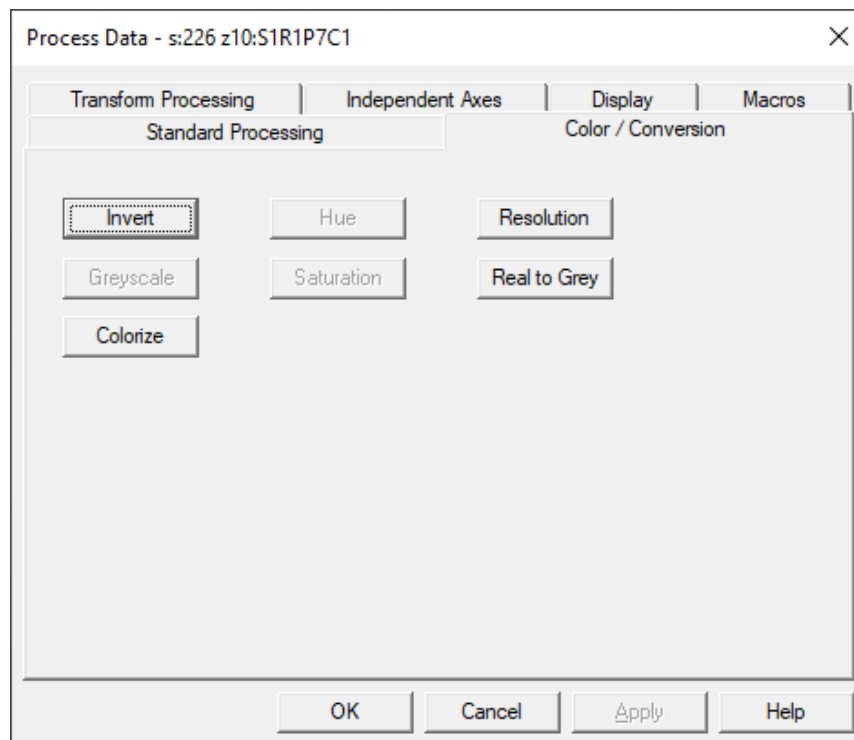 Process Data - s:226 z10:S1R1P7C1
Transform Processing Independent Axes Display Macros
Standard Processing Color / Conversion
Invert Hue Resolution
Greyscale Saturation Real to Grey
Colorize
OK Cancel Apply Help